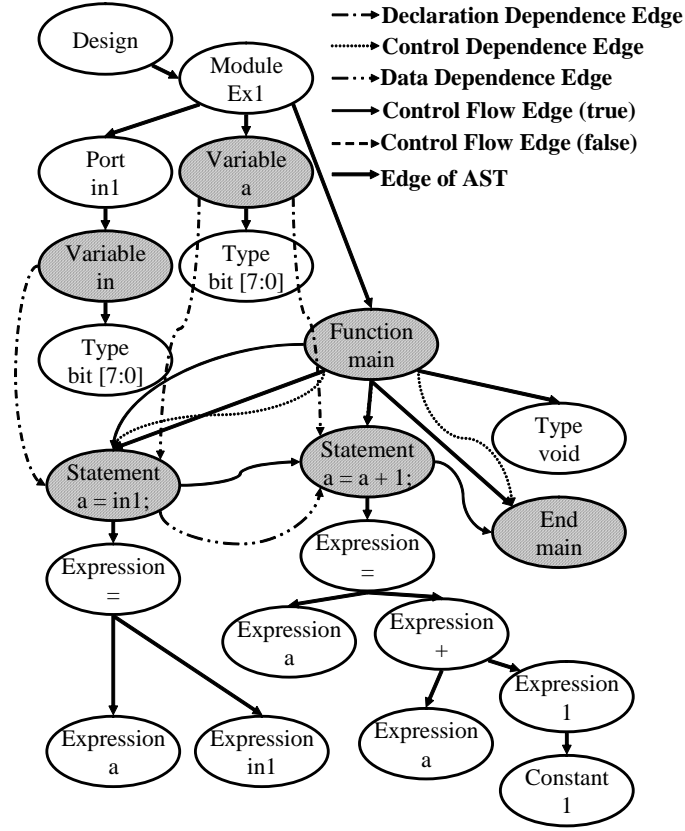 Design
Module
Ex1
Declaration Dependence Edge
Control Dependence Edge
Data Dependence Edge
Control Flow Edge (true)
Control Flow Edge (false)
Edge of AST
Port
in1
Variable
a
Variable
in
Type
bit [7:0]
Type
bit [7:0]
Function
main
Type
void
Statement
a = in1;
Statement
a = a + 1;
End
main
Expression
=
Expression
=
Expression
a
Expression
+
Expression
1
Expression
a
Expression
in1
Expression
a
Constant
1